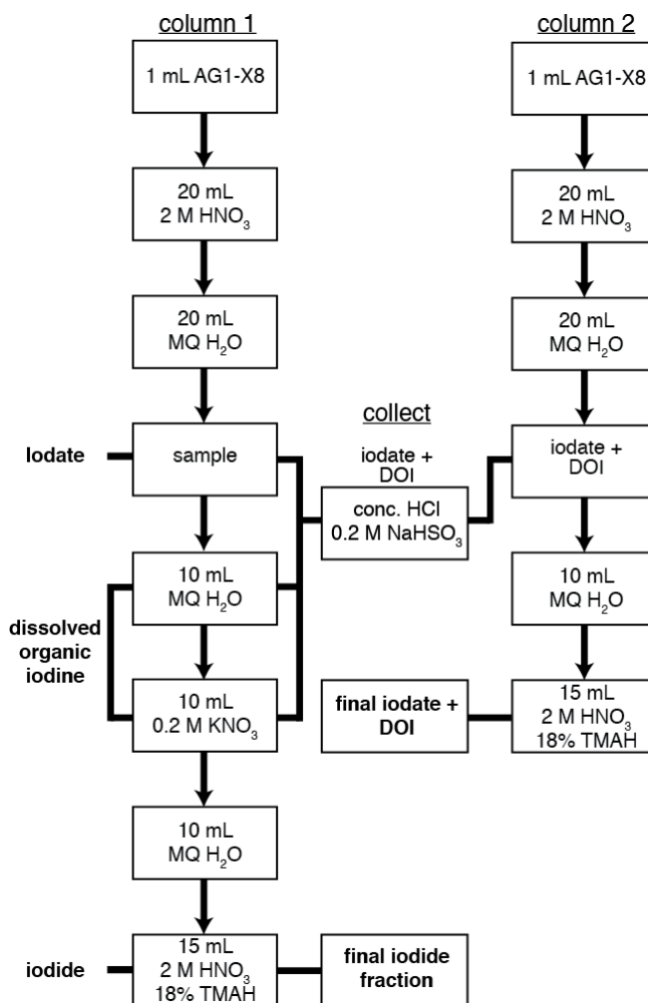 column 1
1 mL AG1-X8
20 mL
2 M HNO₃
20 mL
MQ H₂O
Iodate
sample
10 mL
MQ H₂O
dissolved
organic
iodine
10 mL
0.2 M KNO₃
10 mL
MQ H₂O
iodide
15 mL
2 M HNO₃
18% TMAH
final iodide
fraction
collect
iodate +
DOI
conc. HCl
0.2 M NaHSO₃
column 2
1 mL AG1-X8
20 mL
2 M HNO₃
20 mL
MQ H₂O
iodate +
DOI
10 mL
MQ H₂O
15 mL
2 M HNO₃
18% TMAH
final iodate +
DOI